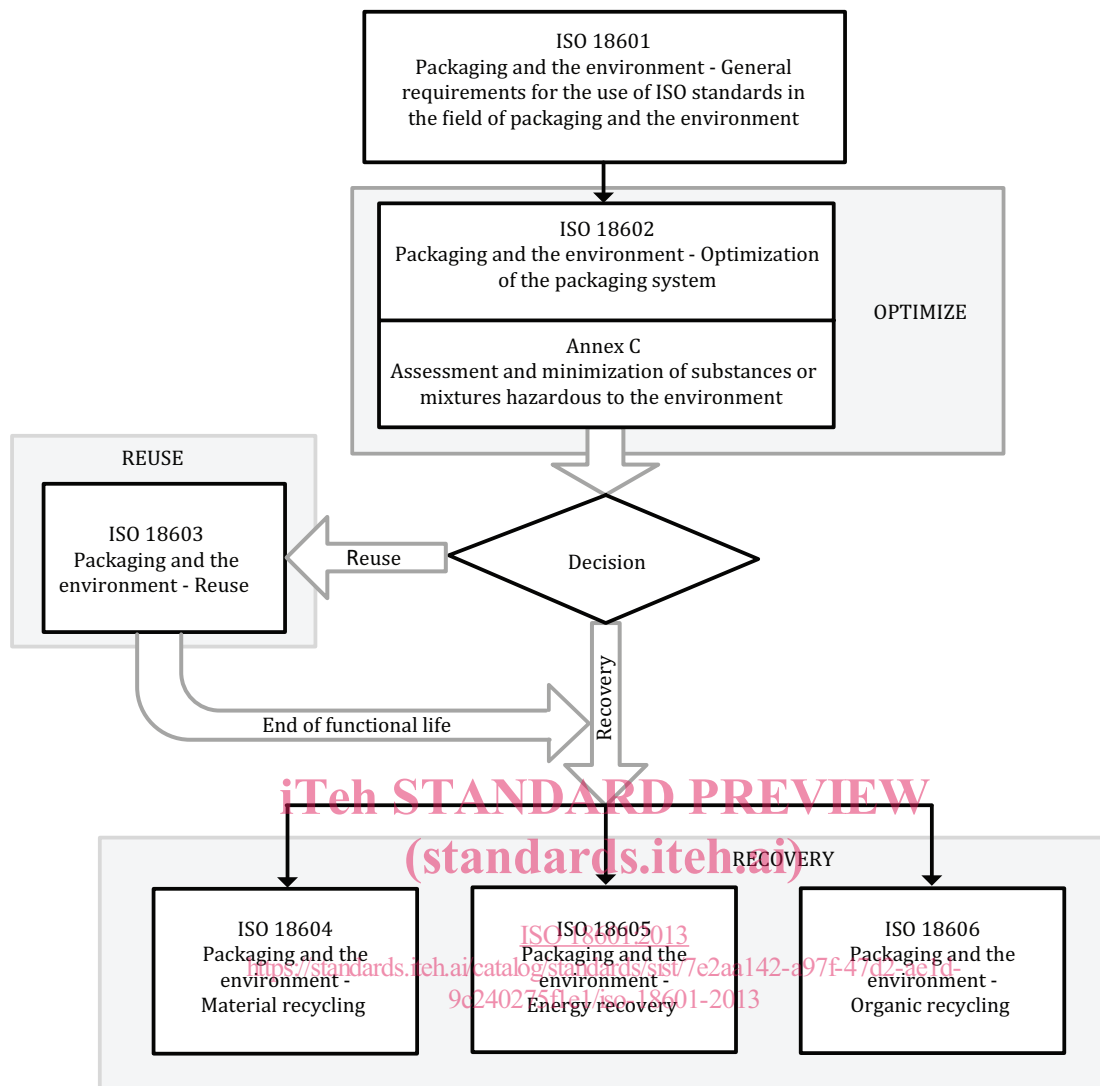 ISO 18601
Packaging and the environment - General
requirements for the use of ISO standards in
the field of packaging and the environment
ISO 18602
Packaging and the environment - Optimization
of the packaging system
OPTIMIZE
Annex C
Assessment and minimization of substances or
mixtures hazardous to the environment
REUSE
ISO 18603
Packaging and the
environment - Reuse
Reuse
Decision
Recovery
End of functional life
iTeh STANDARD PREVIEW
(standards.iteh.ai)
RECOVERY
ISO 18604
Packaging and the
environment -
Material recycling
ISO 18605
Packaging and the
environment -
Energy recovery
ISO 18606
Packaging and the
environment -
Organic recycling
ISO 18601:2013
https://standards.iteh.ai/catalog/standards/sist/7e2aa142-a97f-47d2-ae1d-
9c240275f1e1/iso-18601-2013